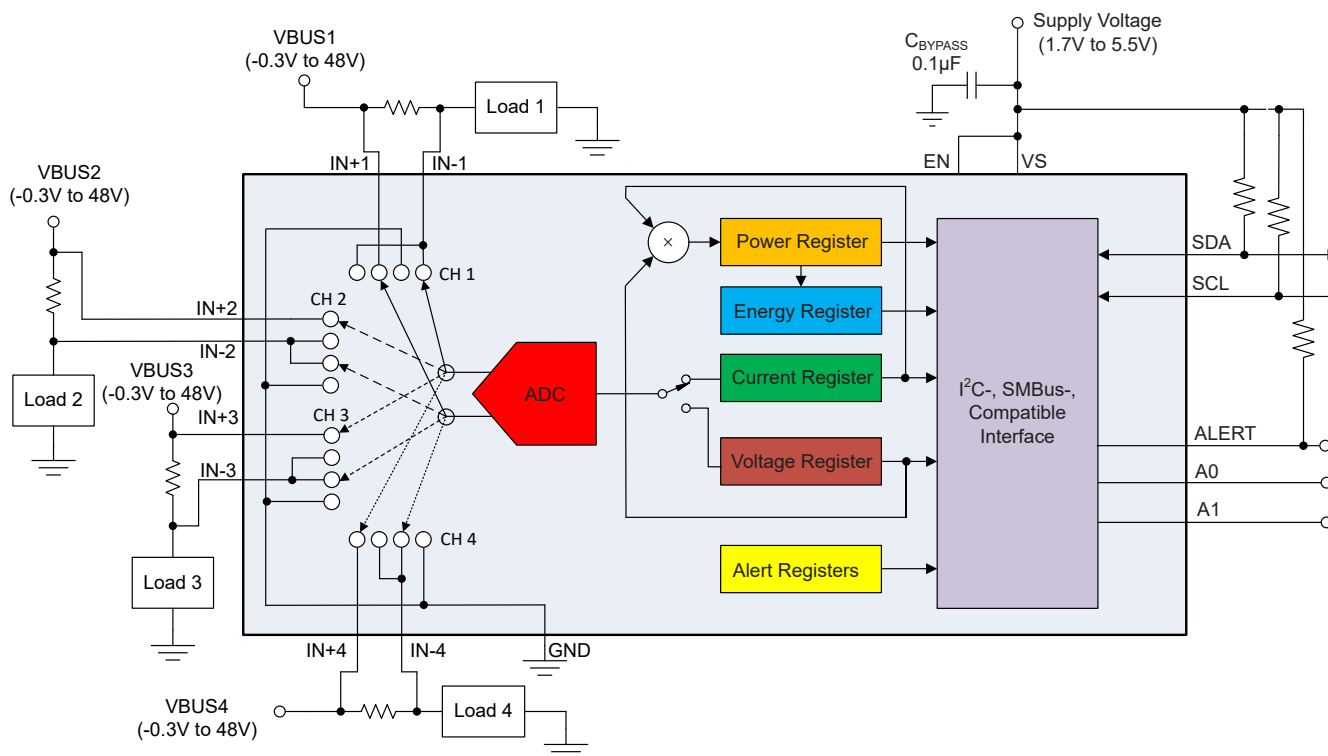 Supply Voltage
(1.7V to 5.5V)
C_BYPASS
0.1µF
VBUS1
(-0.3V to 48V)
Load 1
IN+1
IN-1
EN
VS
VBUS2
(-0.3V to 48V)
CH 1
×
Power Register
SDA
SCL
IN+2
CH 2
Energy Register
IN-2
VBUS3
(-0.3V to 48V)
Load 2
ADC
Current Register
I²C-, SMBus-,
Compatible
Interface
IN+3
CH 3
IN-3
Voltage Register
ALERT
A0
A1
CH 4
Load 3
Alert Registers
IN+4
IN-4
GND
VBUS4
(-0.3V to 48V)
Load 4